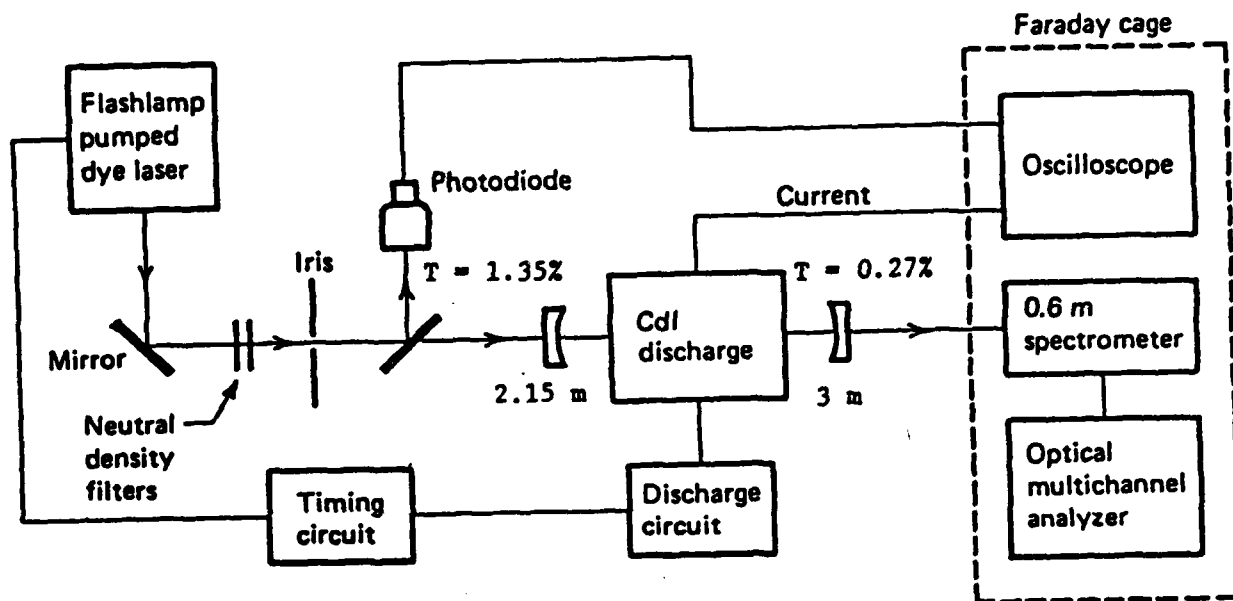 Faraday cage
Flashlamp
pumped
dye laser
Oscilloscope
Photodiode
Current
Iris
T = 1.35%
T = 0.27%
CdI
discharge
0.6 m
spectrometer
Mirror
2.15 m
3 m
Neutral
density
filters
Timing
circuit
Discharge
circuit
Optical
multichannel
analyzer